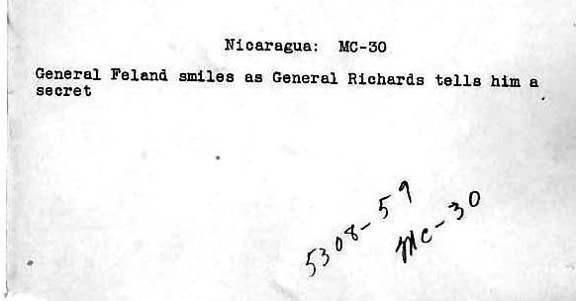 Nicaragua: MC-30
General Feland smiles as General Richards tells him a
secret
5308-59
MC-30